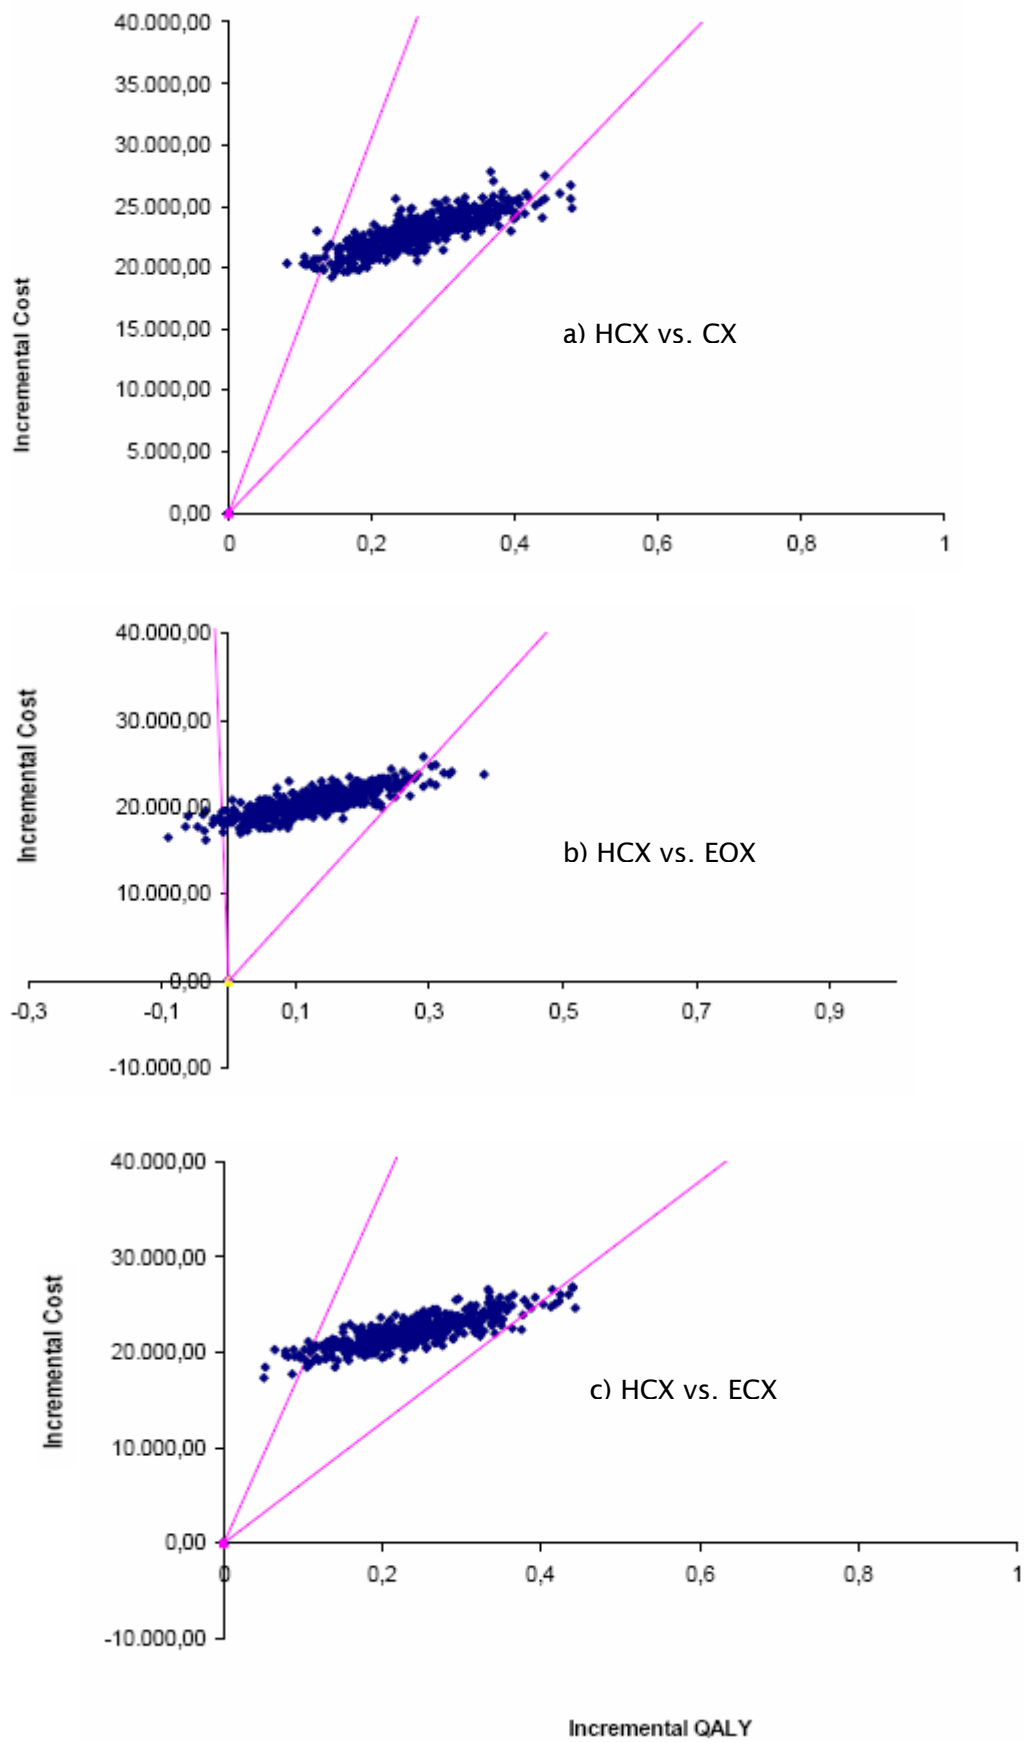 40.000,00
35.000,00
30.000,00
25.000,00
20.000,00
15.000,00
10.000,00
5.000,00
0,00
Incremental Cost
a) HCX vs. CX
0 0,2 0,4 0,6 0,8 1
40.000,00
30.000,00
20.000,00
10.000,00
0,00
-10.000,00
Incremental Cost
b) HCX vs. EOX
-0,3 -0,1 0,1 0,3 0,5 0,7 0,9
40.000,00
30.000,00
20.000,00
10.000,00
0,00
-10.000,00
Incremental Cost
c) HCX vs. ECX
0 0,2 0,4 0,6 0,8 1
Incremental QALY